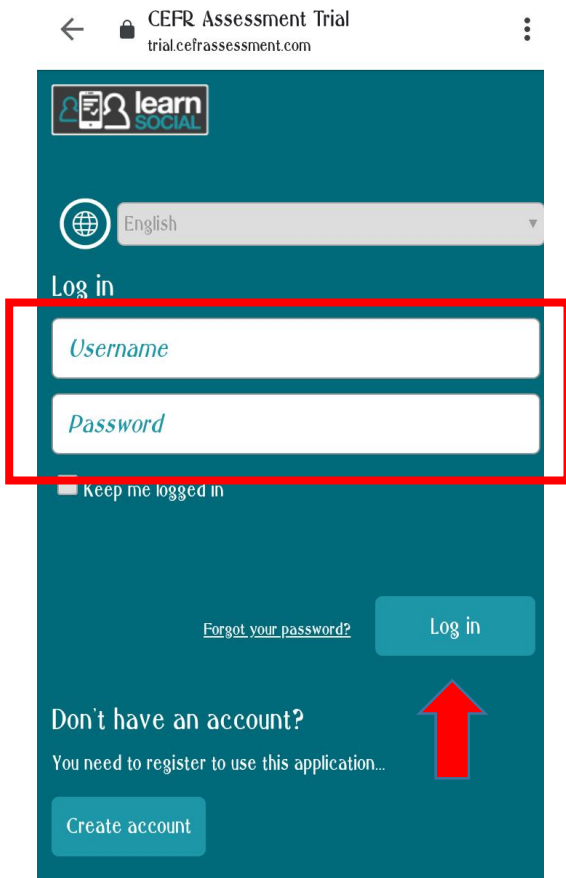 CEFR Assessment Trial
trial.cefrassessment.com
learn
SOCIAL
English
Log in
Username
Password
Keep me logged in
Forgot your password?
Log in
Don't have an account?
You need to register to use this application...
Create account